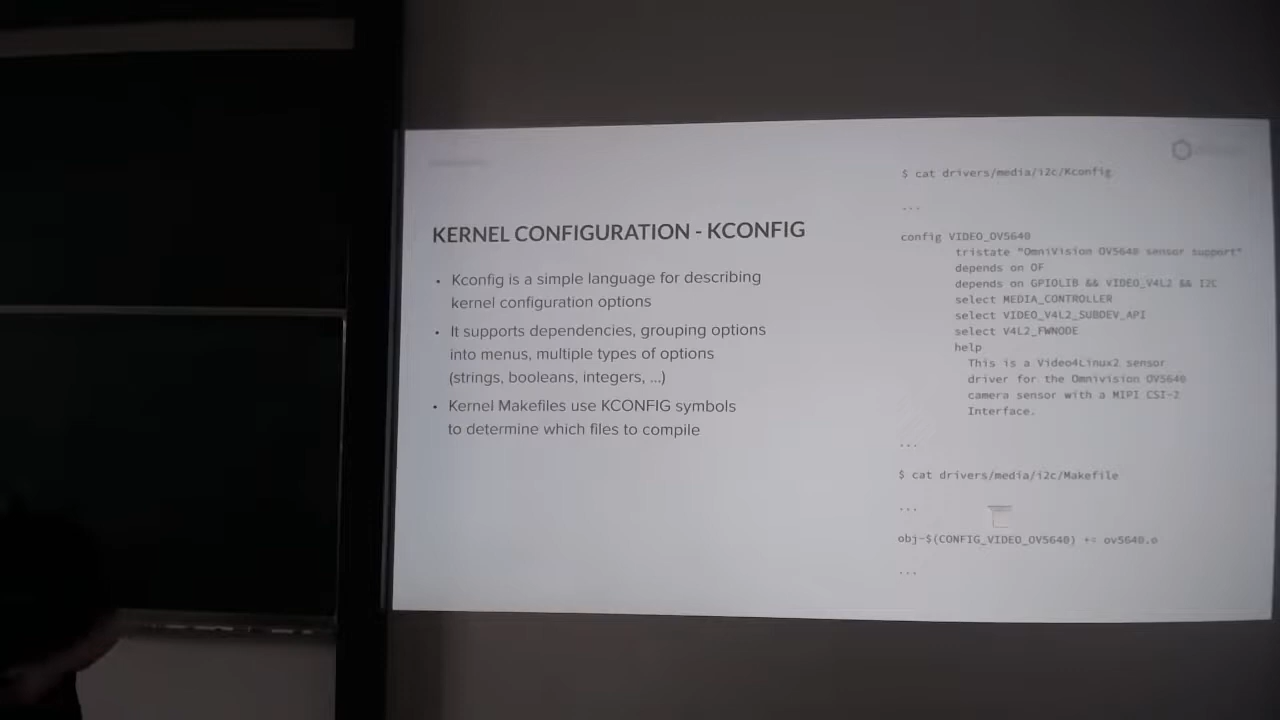 KERNEL CONFIGURATION - KCONFIG
• Kconfig is a simple language for describing
kernel configuration options
• It supports dependencies, grouping options
into menus, multiple types of options
(strings, booleans, integers, ...)
• Kernel Makefiles use KCONFIG symbols
to determine which files to compile
$ cat drivers/media/i2c/Kconfig
...
config VIDEO_OV5640
tristate "OmniVision OV5640 sensor support"
depends on OF
depends on GPIOLIB && VIDEO_V4L2 && I2C
select MEDIA_CONTROLLER
select VIDEO_V4L2_SUBDEV_API
select V4L2_FWNODE
help
This is a Video4Linux2 sensor
driver for the Omnivision OV5640
camera sensor with a MIPI CSI-2
Interface.
...
$ cat drivers/media/i2c/Makefile
...
obj-$(CONFIG_VIDEO_OV5640) += ov5640.o
...